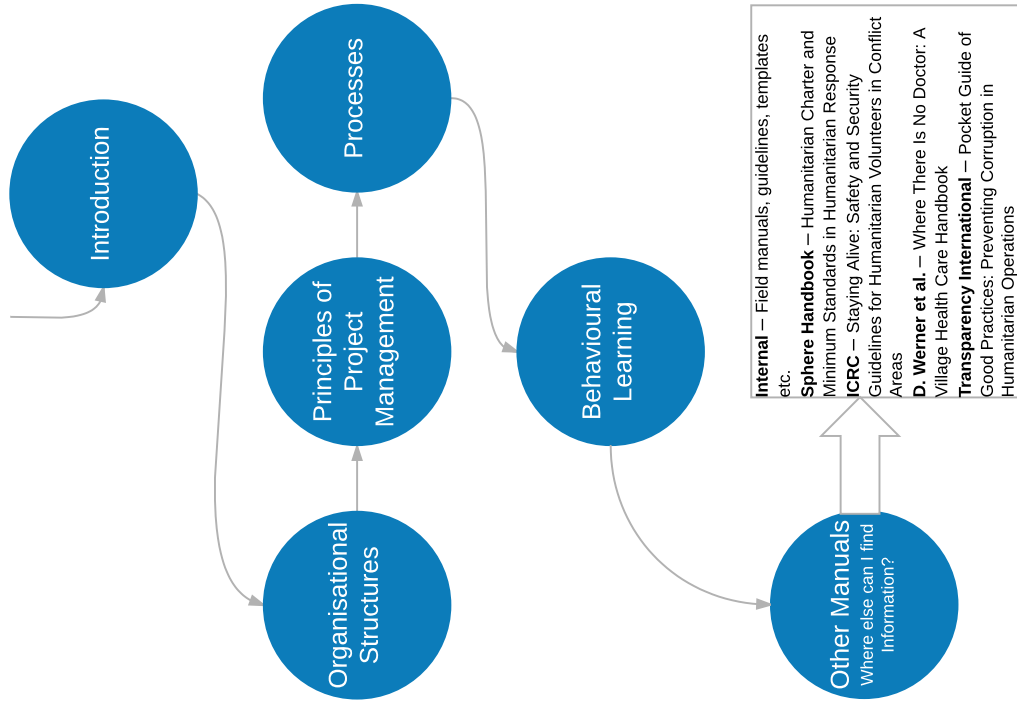 Introduction
Organisational
Structures
Principles of
Project
Management
Processes
Behavioural
Learning
Other Manuals
Where else can I find
Information?
Internal – Field manuals, guidelines, templates
etc.
Sphere Handbook – Humanitarian Charter and
Minimum Standards in Humanitarian Response
ICRC – Staying Alive: Safety and Security
Guidelines for Humanitarian Volunteers in Conflict
Areas
D. Werner et al. – Where There Is No Doctor: A
Village Health Care Handbook
Transparency International – Pocket Guide of
Good Practices: Preventing Corruption in
Humanitarian Operations